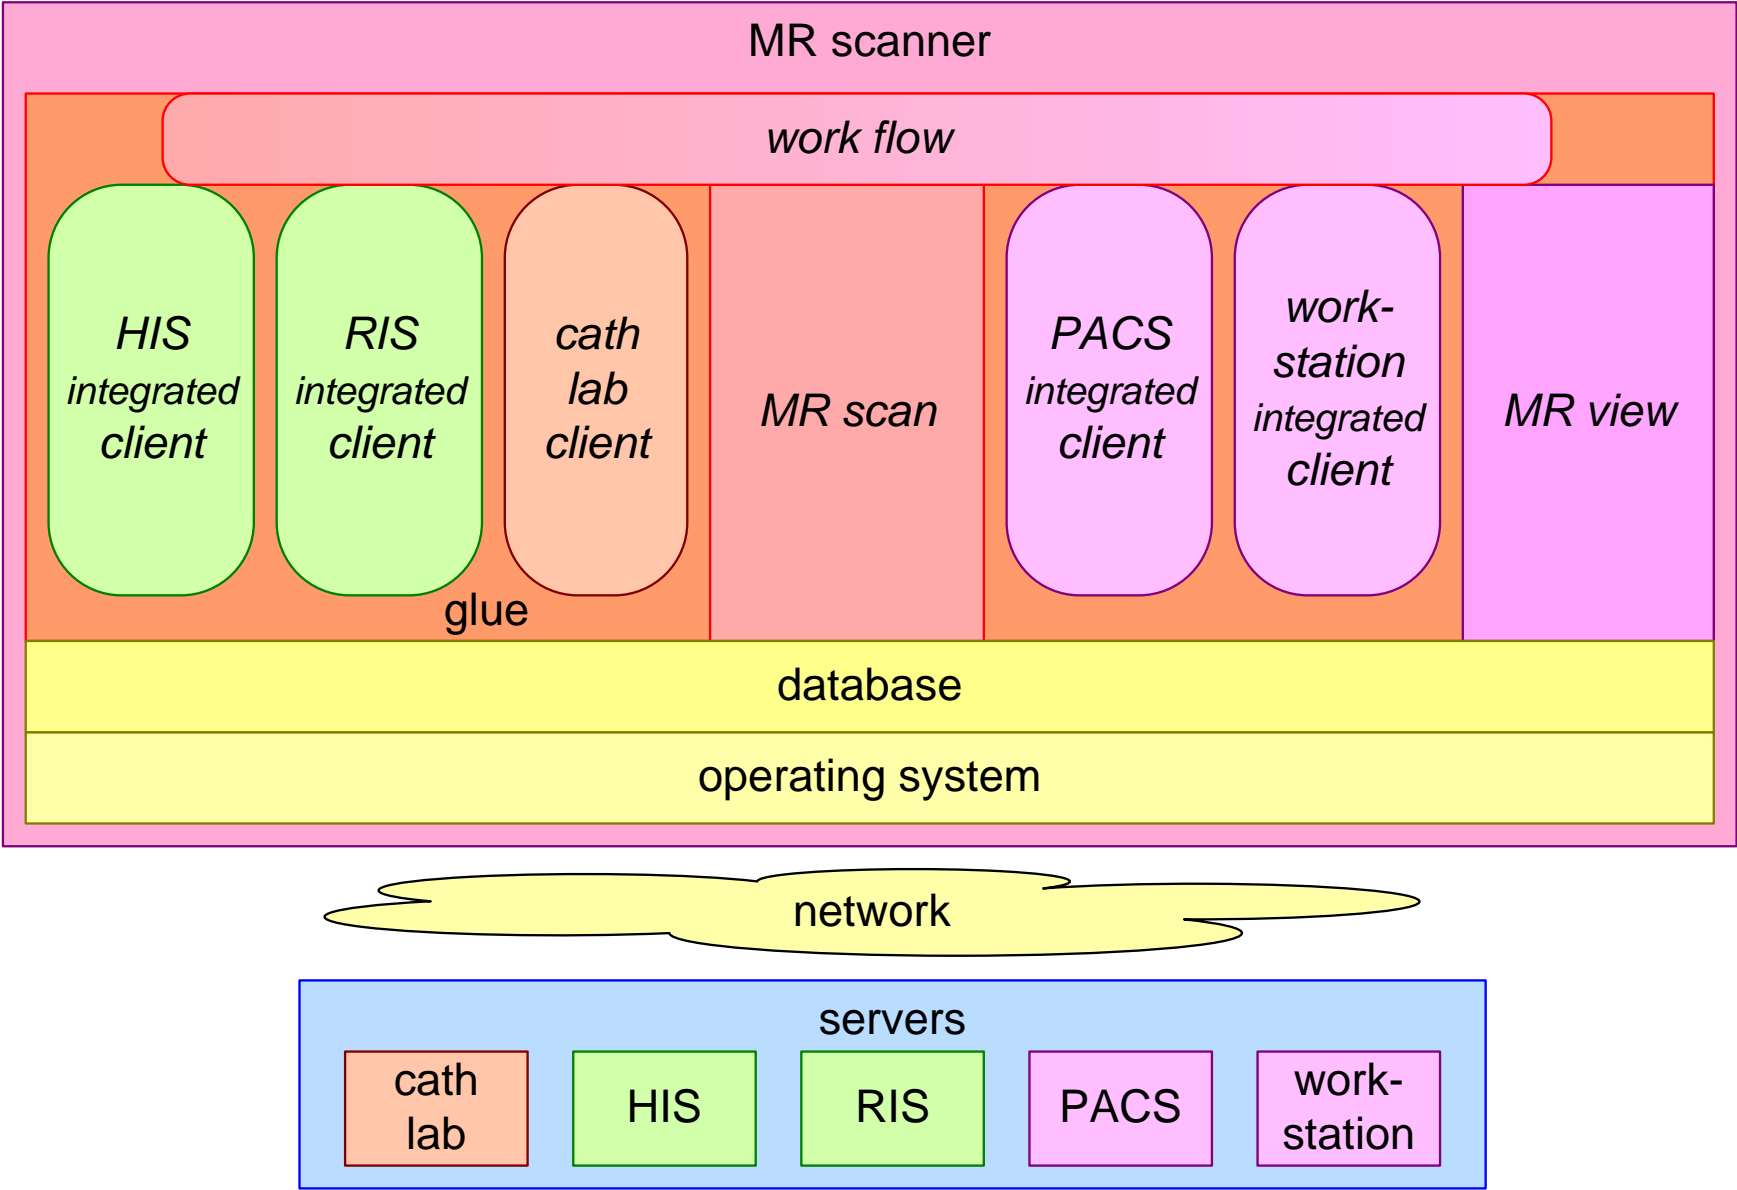 MR scanner
work flow
HIS
integrated
client
RIS
integrated
client
cath
lab
client
MR scan
PACS
integrated
client
work-
station
integrated
client
MR view
glue
database
operating system
network
servers
cath
lab
HIS
RIS
PACS
work-
station